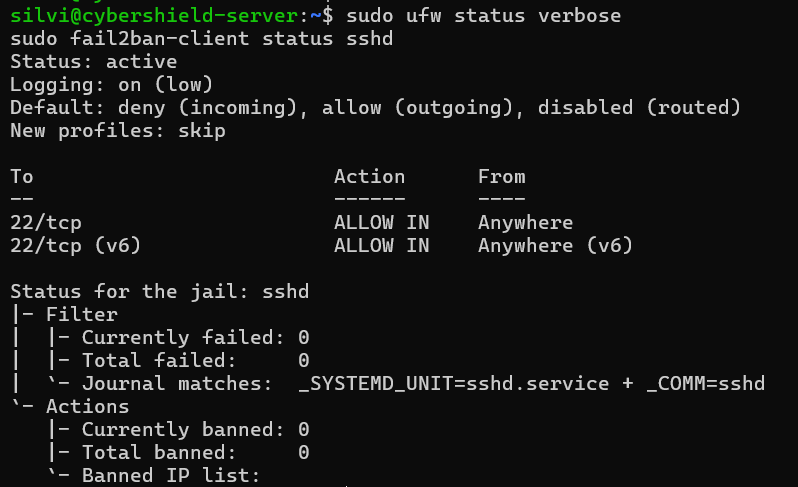 silvi@cybershield-server:~$ sudo ufw status verbose
sudo fail2ban-client status sshd
Status: active
Logging: on (low)
Default: deny (incoming), allow (outgoing), disabled (routed)
New profiles: skip

To                         Action      From
--                         ------      ----
22/tcp                     ALLOW IN    Anywhere
22/tcp (v6)                ALLOW IN    Anywhere (v6)

Status for the jail: sshd
|- Filter
|  |- Currently failed: 0
|  |- Total failed:     0
|  `- Journal matches:  _SYSTEMD_UNIT=sshd.service + _COMM=sshd
`- Actions
   |- Currently banned: 0
   |- Total banned:     0
   `- Banned IP list: